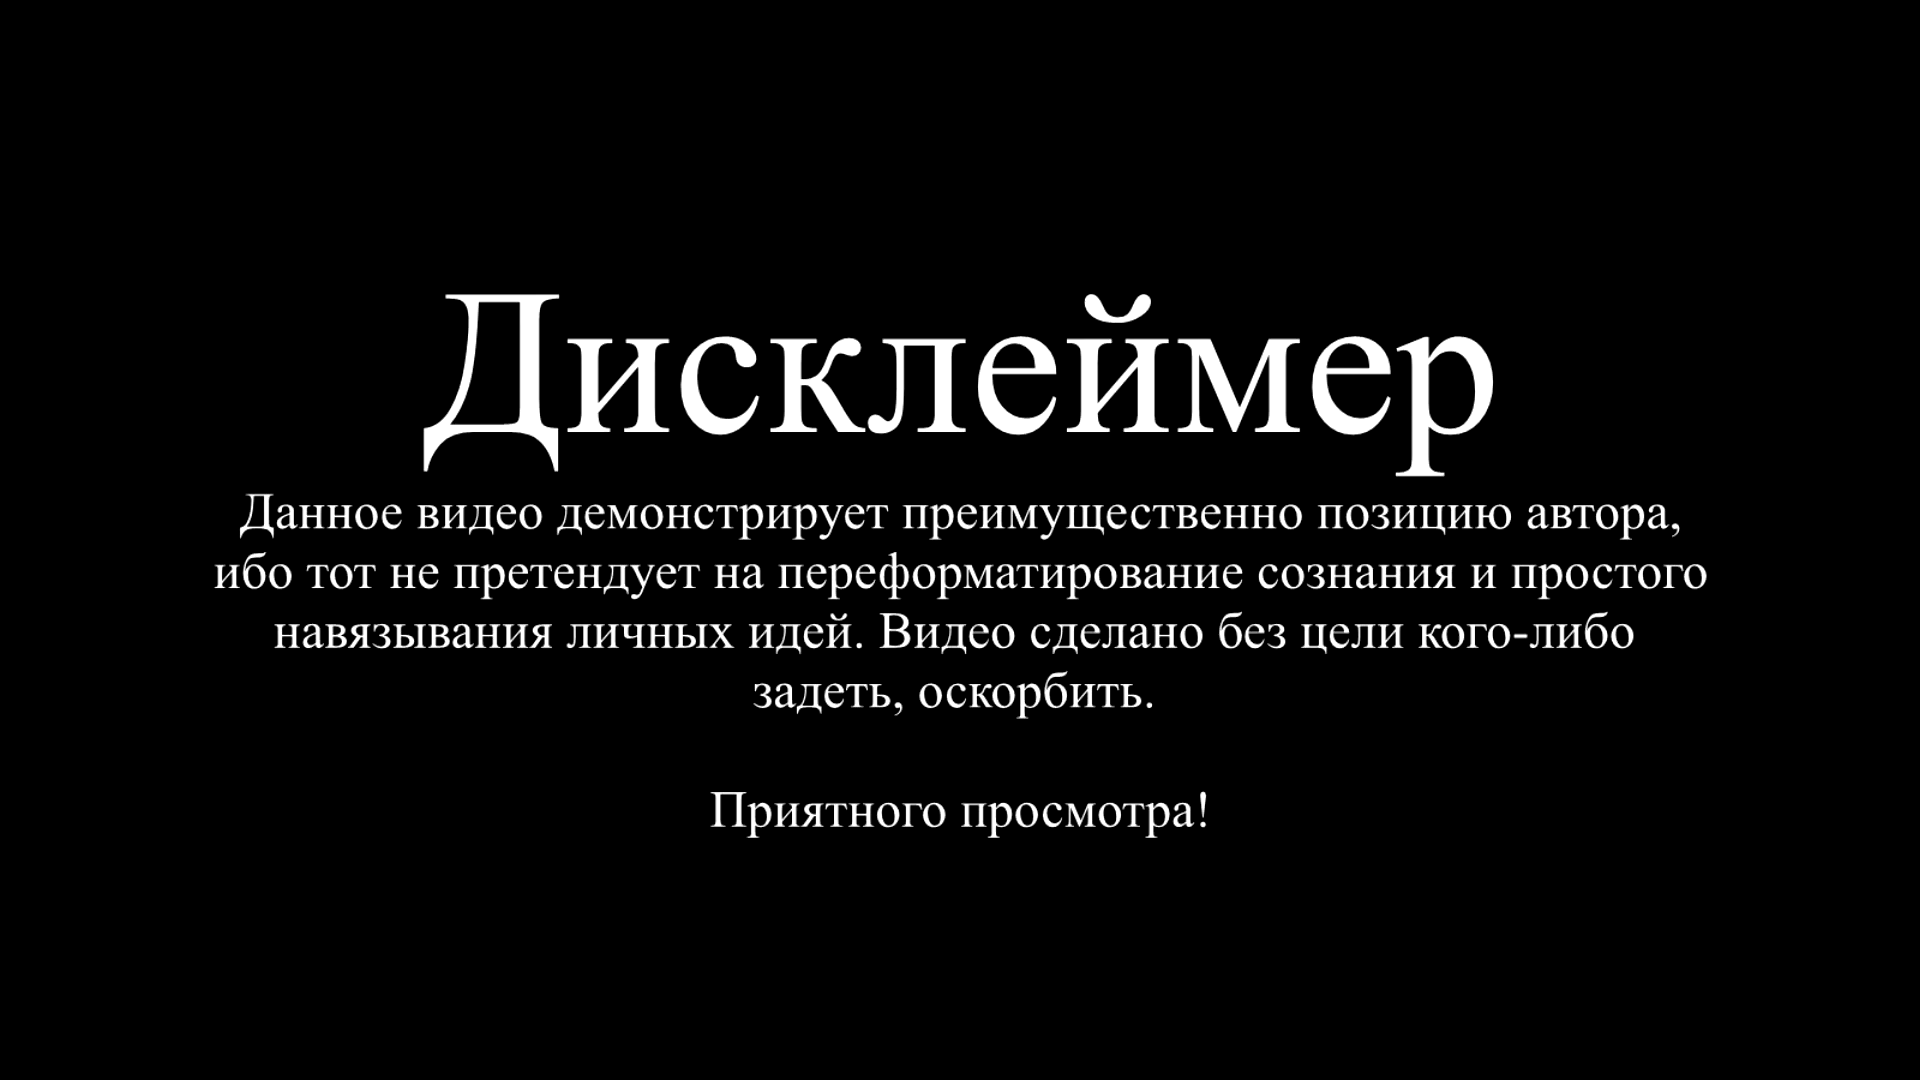 Дисклеймер
Данное видео демонстрирует преимущественно позицию автора,
ибо тот не претендует на переформатирование сознания и простого
навязывания личных идей. Видео сделано без цели кого-либо
задеть, оскорбить.
Приятного просмотра!